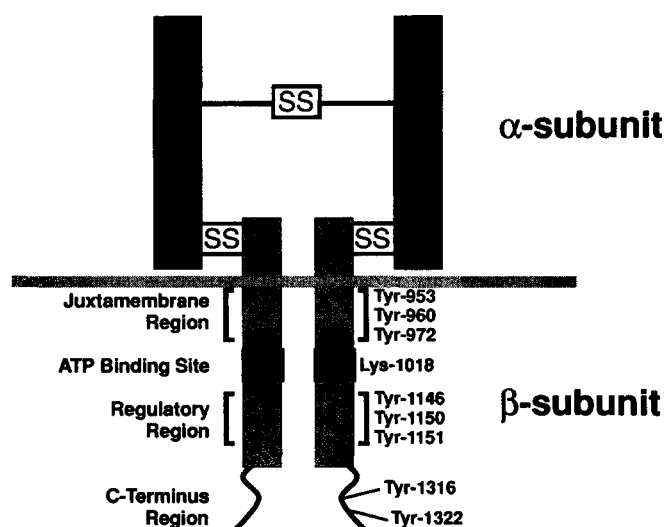 SS
α-subunit
SS
SS
Juxtamembrane
Region
Tyr-953
Tyr-960
Tyr-972
ATP Binding Site
Lys-1018
Regulatory
Region
Tyr-1146
Tyr-1150
Tyr-1151
β-subunit
C-Terminus
Region
Tyr-1316
Tyr-1322